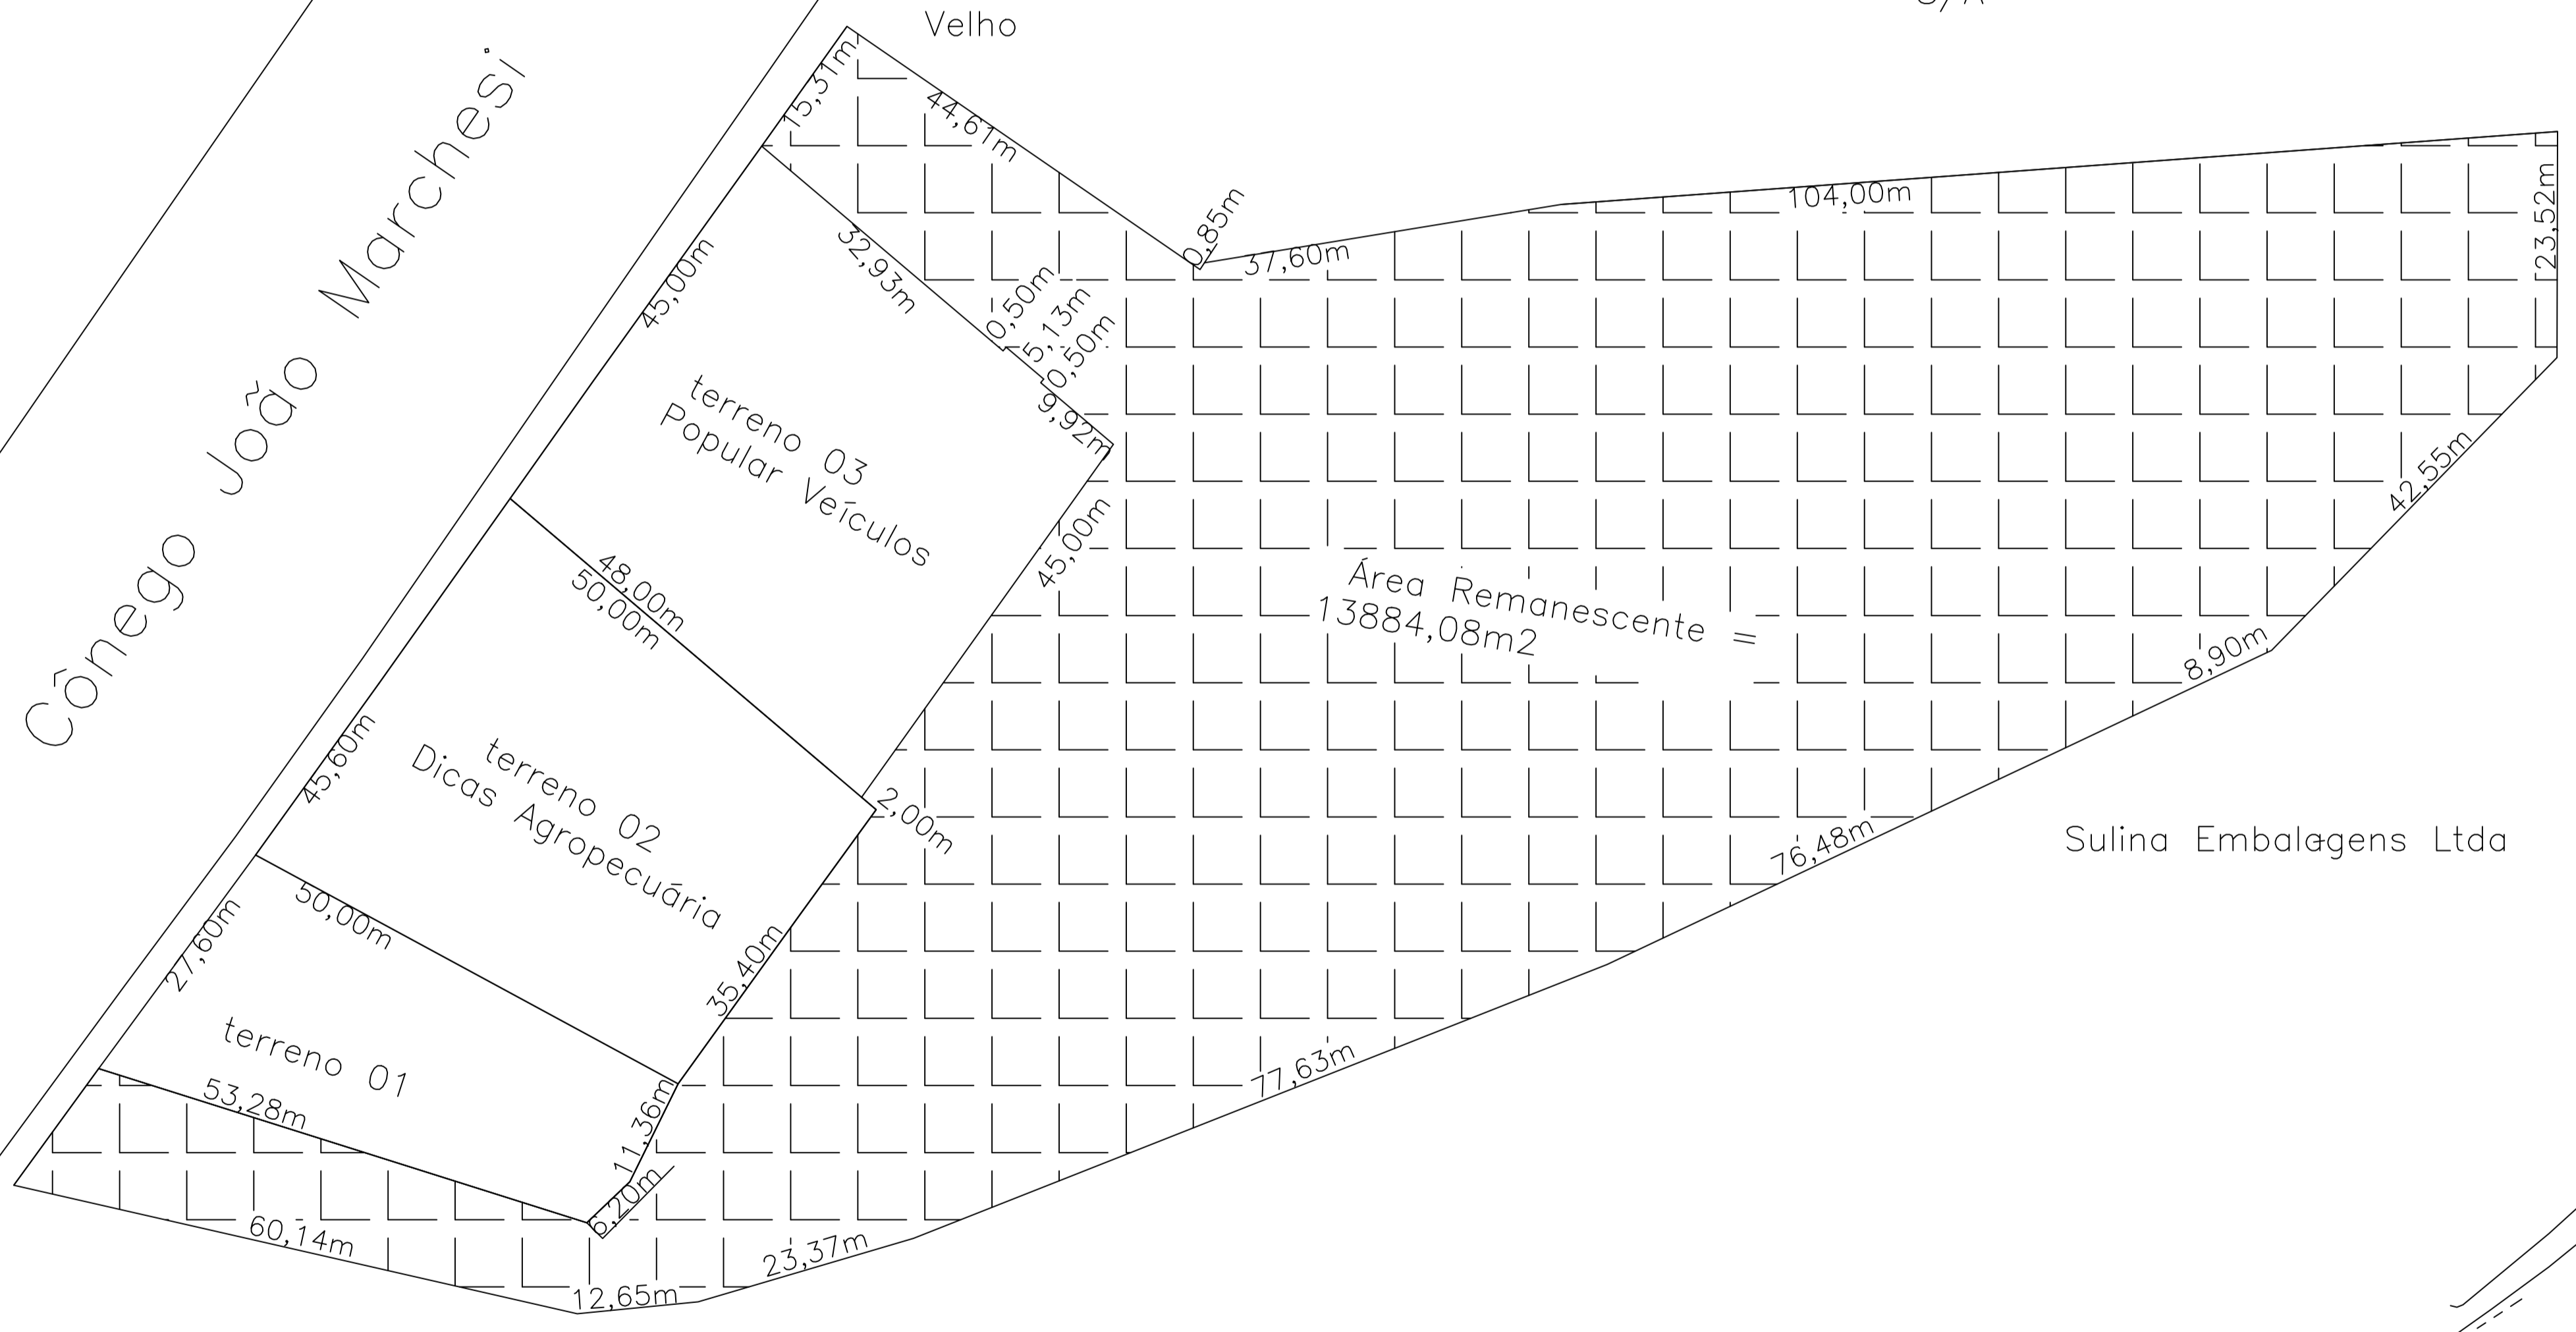 Velho
15,31m
44,61m
0,85m
37,60m
104,00m
23,52m
Cônego João Marchesi
45,00m
32,93m
0,50m
5,13m
0,50m
9,92m
terreno 03
Popular Veículos
45,00m
42,55m
48,00m
50,00m
Área Remanescente =
13884,08m2
8,90m
45,60m
terreno 02
Dicas Agropecuária
2,00m
76,48m
Sulina Embalagens Ltda
50,00m
27,60m
35,40m
terreno 01
53,28m
11,36m
6,20m
77,63m
60,14m
23,37m
12,65m